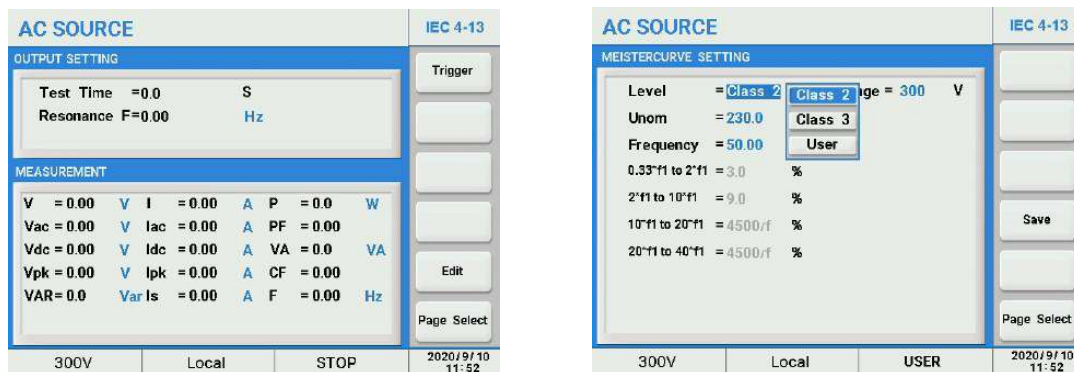 AC SOURCE
IEC 4-13
OUTPUT SETTING
Trigger
Test Time =0.0 S
Resonance F=0.00 Hz
MEASUREMENT
V = 0.00 V I = 0.00 A P = 0.0 W
Vac = 0.00 V Iac = 0.00 A PF = 0.00
Vdc = 0.00 V Idc = 0.00 A VA = 0.0 VA
Vpk = 0.00 V Ipk = 0.00 A CF = 0.00
VAR= 0.0 Var Is = 0.00 A F = 0.00 Hz
Edit
Page Select
300V Local STOP
2020/9/10
11:52
AC SOURCE
IEC 4-13
MEISTERCURVE SETTING
Level = Class 2 ge = 300 V
Class 2
Class 3
User
Unom = 230.0
Frequency = 50.00
0.33*f1 to 2*f1 = 3.0 %
2*f1 to 10*f1 = 9.0 %
10*f1 to 20*f1 = 4500/f %
20*f1 to 40*f1 = 4500/f %
Save
Page Select
300V Local USER
2020/9/10
11:52